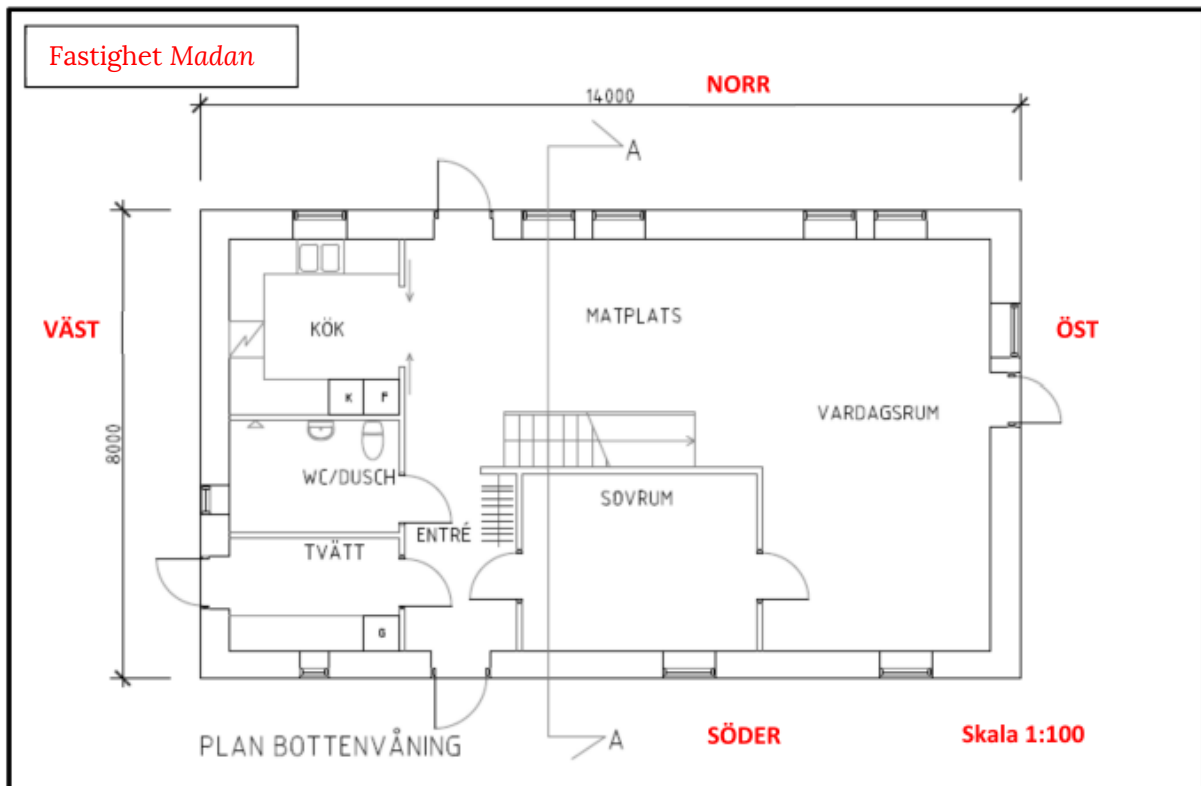 Fastighet Madan
NORR
14000
A
VÄST
KÖK
MATPLATS
ÖST
K F
VARDAGSRUM
8000
WC/DUSCH
SOVRUM
ENTRÉ
TVÄTT
G
PLAN BOTTENVÅNING
A
SÖDER
Skala 1:100